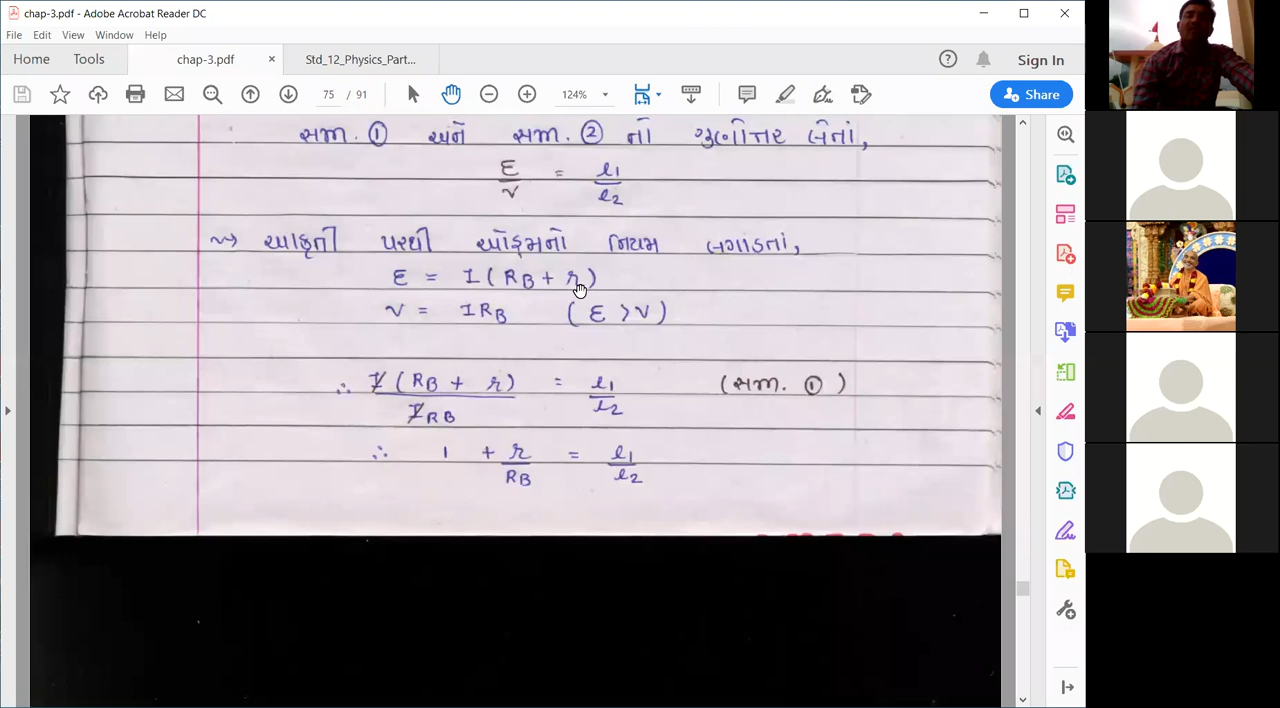 chap-3.pdf - Adobe Acrobat Reader DC
File Edit View Window Help
Home Tools chap-3.pdf × Std_12_Physics_Part... Sign In
75 / 91 124% Share
સમ. ① અને સમ. ② નો ગુણોત્તર લેતાં,
ε/v = l1/l2
⇝ આકૃતિ પરથી ઓહમનો નિયમ લગાડતાં,
ε = I(RB + r)
v = IRB (ε > v)
∴ I(RB + r)/IRB = l1/l2 (સમ. ①)
∴ 1 + r/RB = l1/l2